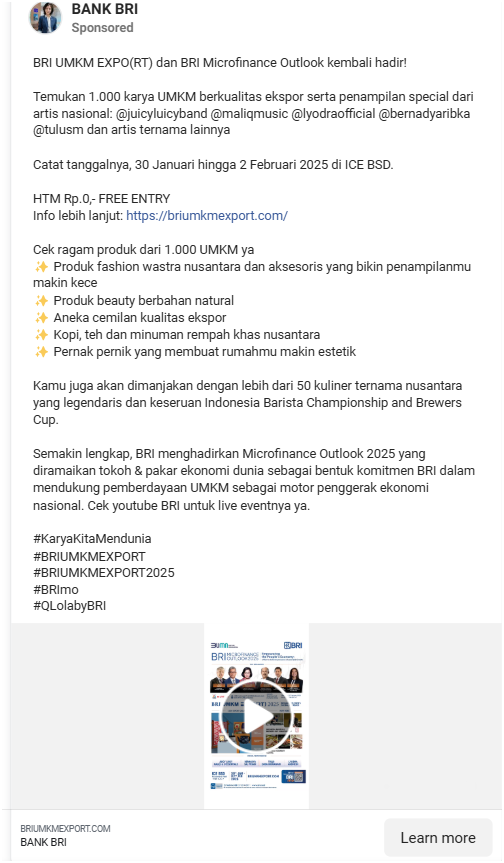 BANK BRI
Sponsored
BRI UMKM EXPO(RT) dan BRI Microfinance Outlook kembali hadir!
Temukan 1.000 karya UMKM berkualitas ekspor serta penampilan special dari
artis nasional: @juicyluicyband @maliqmusic @lyodraofficial @bernadyaribka
@tulusm dan artis ternama lainnya
Catat tanggalnya, 30 Januari hingga 2 Februari 2025 di ICE BSD.
HTM Rp.0,- FREE ENTRY
Info lebih lanjut: https://briumkmexport.com/
Cek ragam produk dari 1.000 UMKM ya
✨ Produk fashion wastra nusantara dan aksesoris yang bikin penampilanmu
makin kece
✨ Produk beauty berbahan natural
✨ Aneka cemilan kualitas ekspor
✨ Kopi, teh dan minuman rempah khas nusantara
✨ Pernak pernik yang membuat rumahmu makin estetik
Kamu juga akan dimanjakan dengan lebih dari 50 kuliner ternama nusantara
yang legendaris dan keseruan Indonesia Barista Championship and Brewers
Cup.
Semakin lengkap, BRI menghadirkan Microfinance Outlook 2025 yang
diramaikan tokoh & pakar ekonomi dunia sebagai bentuk komitmen BRI dalam
mendukung pemberdayaan UMKM sebagai motor penggerak ekonomi
nasional. Cek youtube BRI untuk live eventnya ya.
#KaryaKitaMendunia
#BRIUMKMEXPORT
#BRIUMKMEXPORT2025
#BRImo
#QLolabyBRI
BRI
BRI MICROFINANCE
OUTLOOK 2025
BRIUMKMEXPORT.COM
BANK BRI
Learn more